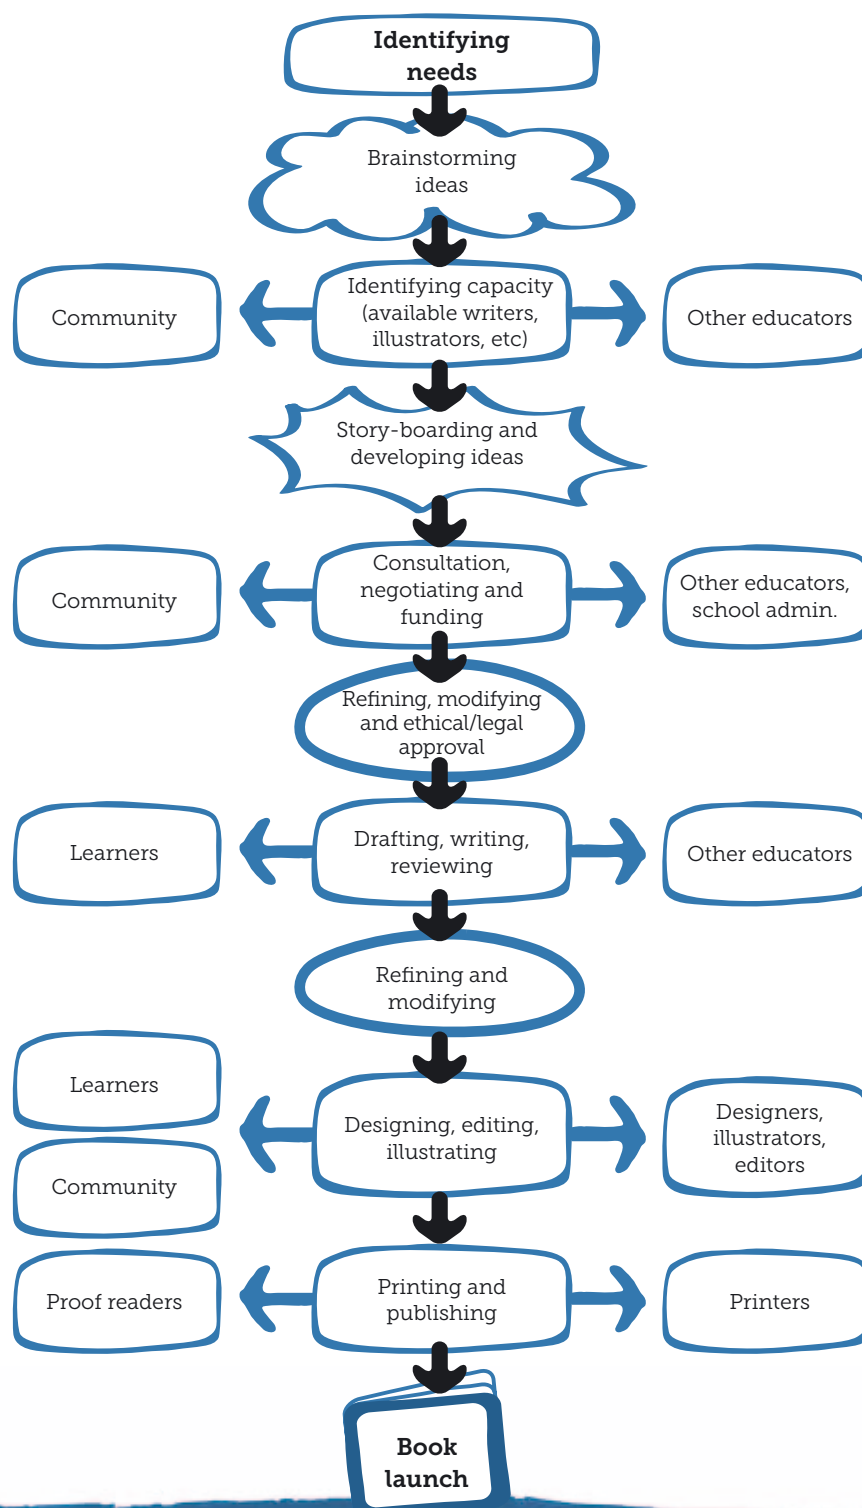 Identifying
needs
Brainstorming
ideas
Community
Identifying capacity
(available writers,
illustrators, etc)
Other educators
Story-boarding and
developing ideas
Community
Consultation,
negotiating and
funding
Other educators,
school admin.
Refining, modifying
and ethical/legal
approval
Learners
Drafting, writing,
reviewing
Other educators
Refining and
modifying
Learners
Community
Designing, editing,
illustrating
Designers,
illustrators,
editors
Proof readers
Printing and
publishing
Printers
Book
launch